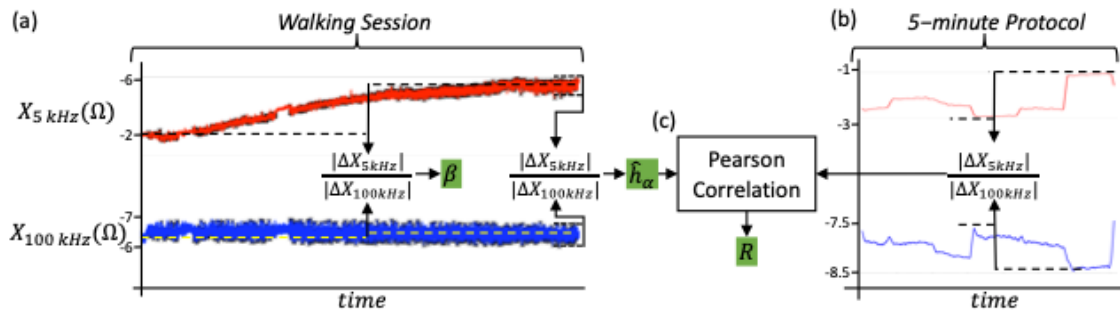 (a) Walking Session
-6
X5 kHz(Ω)
-2
|ΔX5kHz|
|ΔX100kHz|
β
|ΔX5kHz|
|ΔX100kHz|
ĥα
-7
X100 kHz(Ω)
-6
time
(c)
Pearson
Correlation
R
(b) 5−minute Protocol
-1
-3
|ΔX5kHz|
|ΔX100kHz|
-7.5
-8.5
time